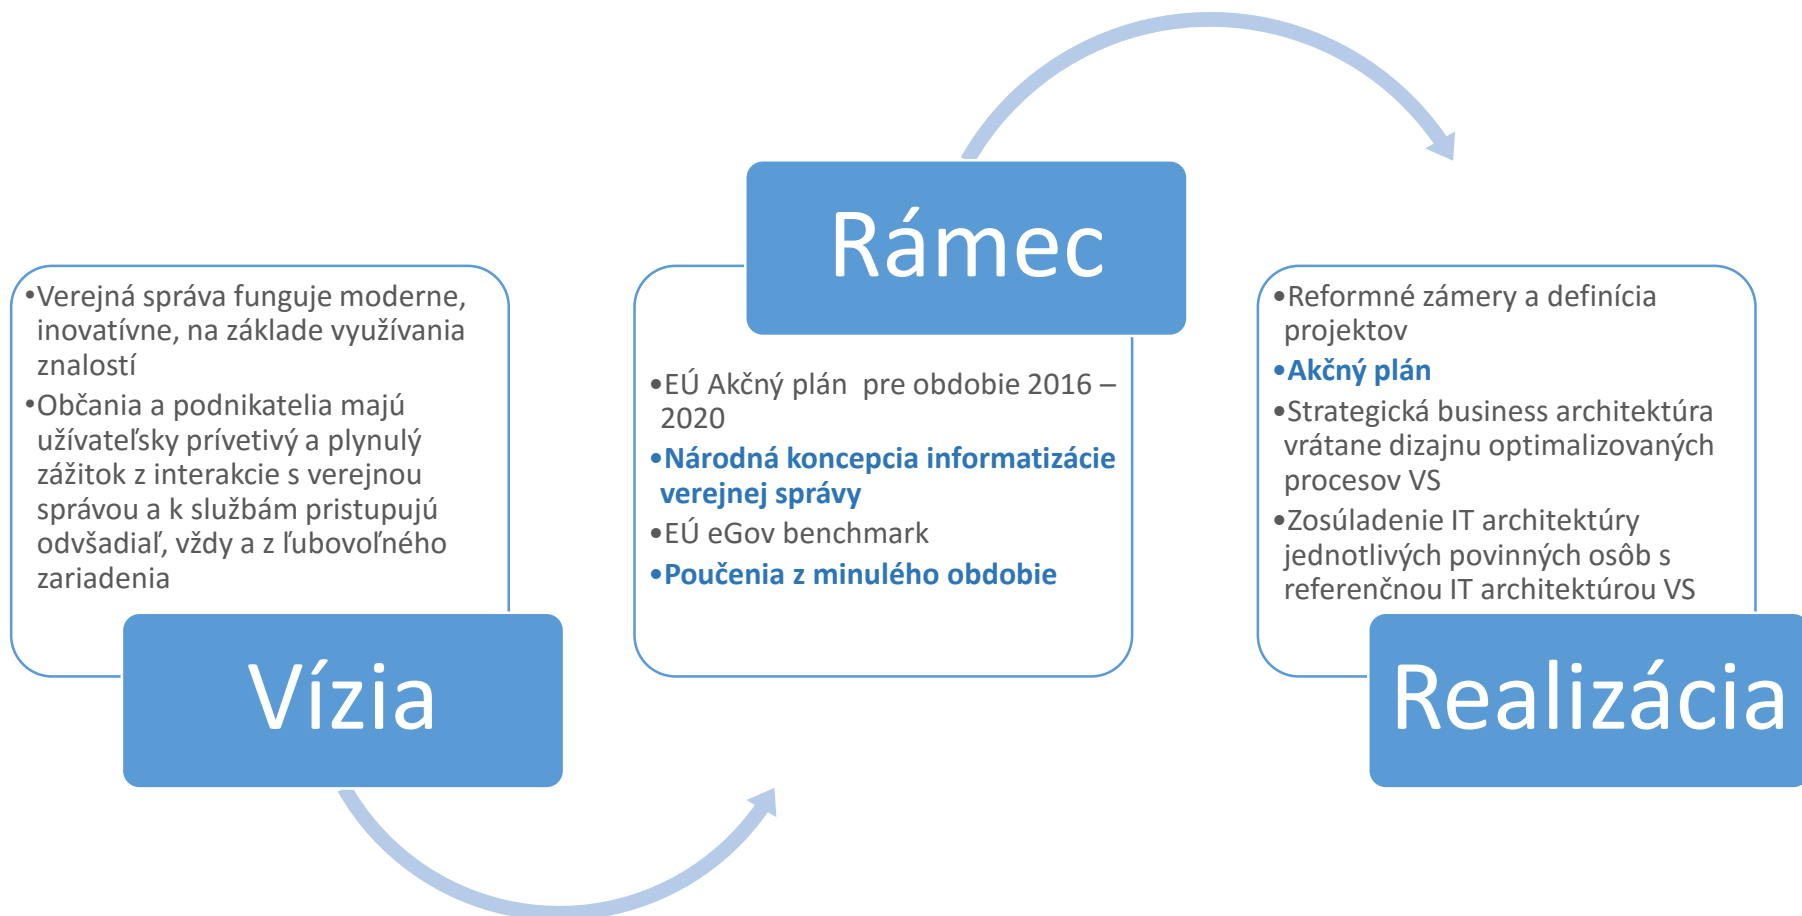 •Verejná správa funguje moderne,
inovatívne, na základe využívania
znalostí
•Občania a podnikatelia majú
užívateľsky prívetivý a plynulý
zážitok z interakcie s verejnou
správou a k službám pristupujú
odvšadiaľ, vždy a z ľubovoľného
zariadenia
Vízia
Rámec
•EÚ Akčný plán  pre obdobie 2016 –
2020
•Národná koncepcia informatizácie
verejnej správy
•EÚ eGov benchmark
•Poučenia z minulého obdobie
•Reformné zámery a definícia
projektov
•Akčný plán
•Strategická business architektúra
vrátane dizajnu optimalizovaných
procesov VS
•Zosúladenie IT architektúry
jednotlivých povinných osôb s
referenčnou IT architektúrou VS
Realizácia